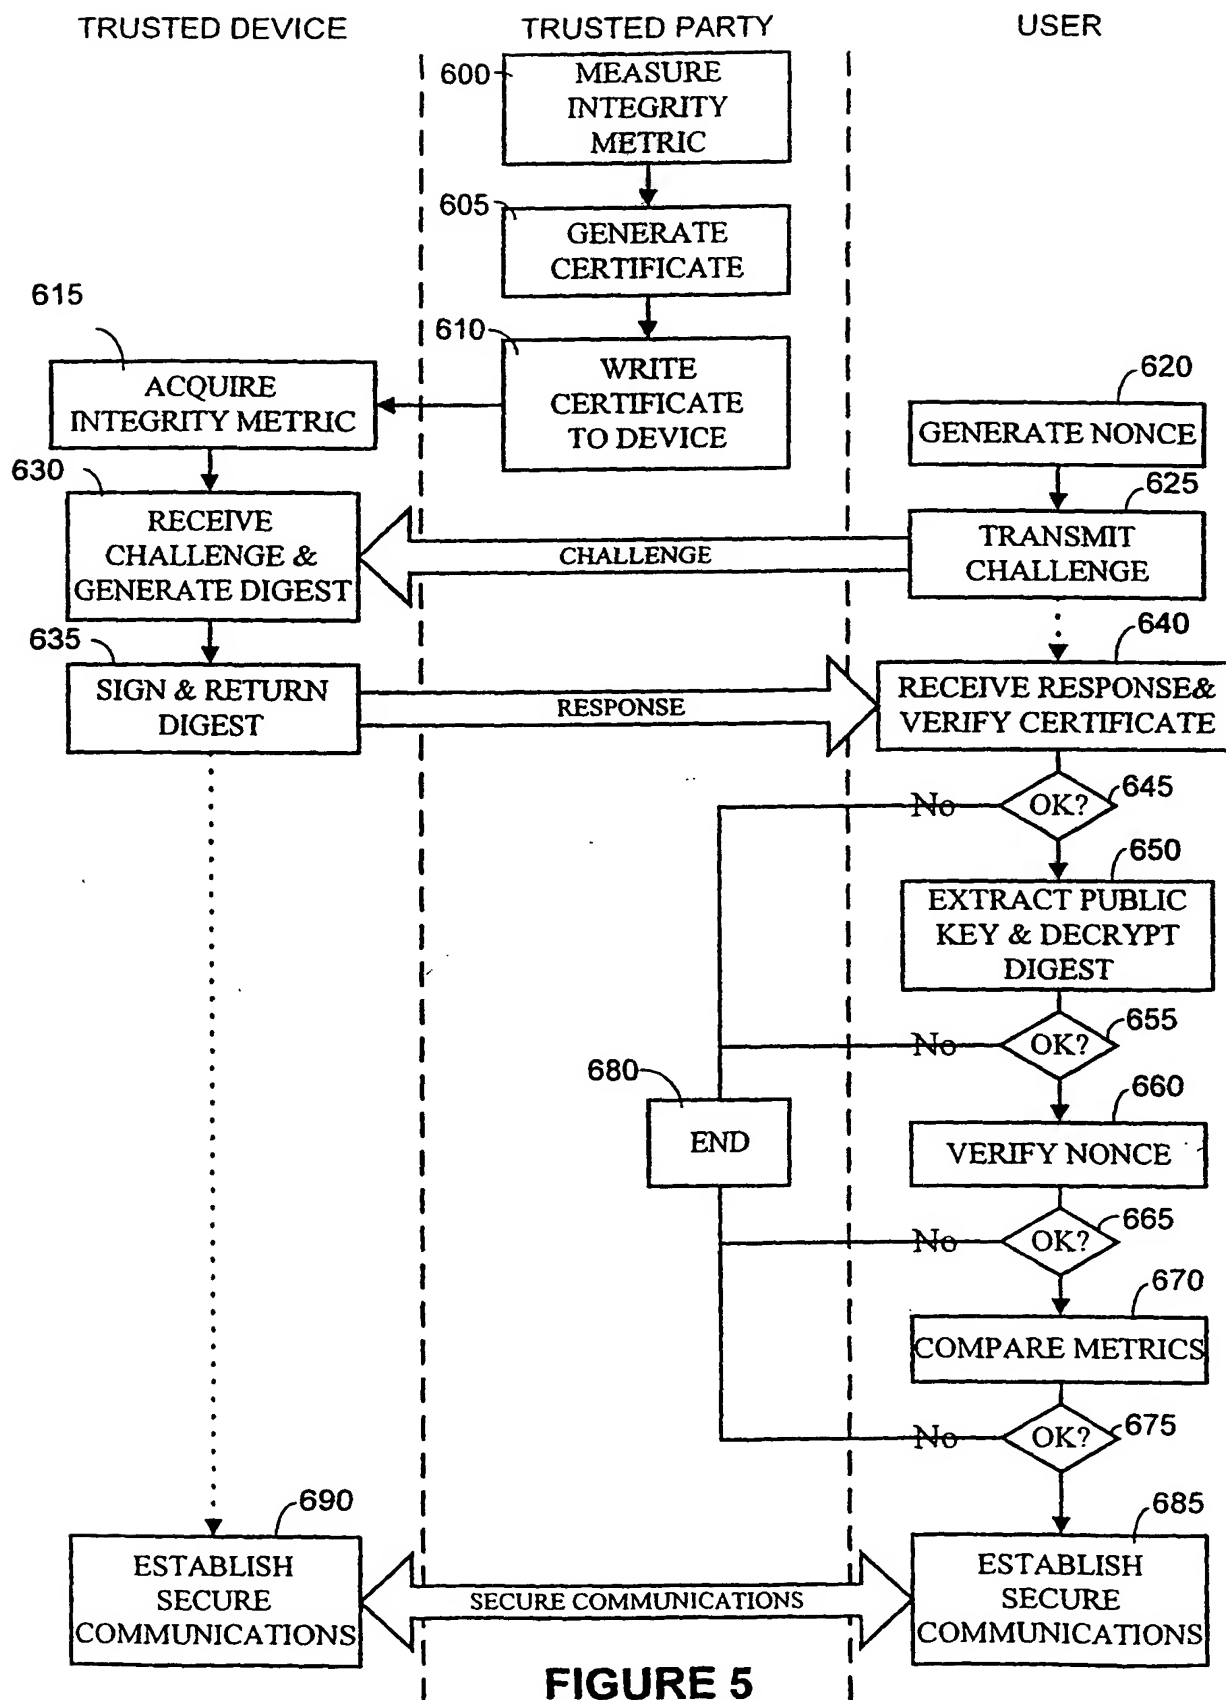 TRUSTED DEVICE
TRUSTED PARTY
USER
600
MEASURE
INTEGRITY
METRIC
605
GENERATE
CERTIFICATE
610
WRITE
CERTIFICATE
TO DEVICE
615
ACQUIRE
INTEGRITY METRIC
620
GENERATE NONCE
625
TRANSMIT
CHALLENGE
CHALLENGE
630
RECEIVE
CHALLENGE &
GENERATE DIGEST
635
SIGN & RETURN
DIGEST
RESPONSE
640
RECEIVE RESPONSE&
VERIFY CERTIFICATE
645
OK?
No
650
EXTRACT PUBLIC
KEY & DECRYPT
DIGEST
655
OK?
No
680
END
660
VERIFY NONCE
665
OK?
No
670
COMPARE METRICS
675
OK?
No
690
ESTABLISH
SECURE
COMMUNICATIONS
SECURE COMMUNICATIONS
685
ESTABLISH
SECURE
COMMUNICATIONS
FIGURE 5